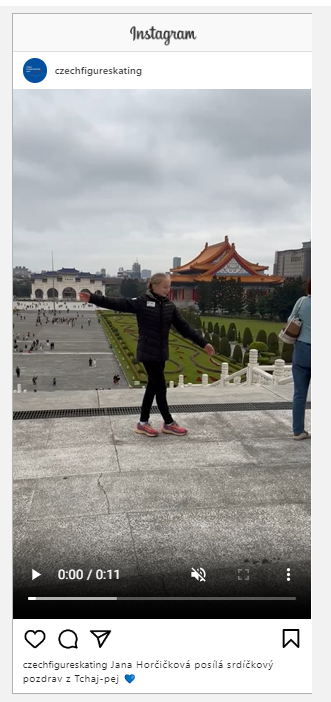 Instagram
czechfigureskating
0:00 / 0:11
czechfigureskating Jana Horčičková posílá srdíčkový
pozdrav z Tchaj-pej 💙